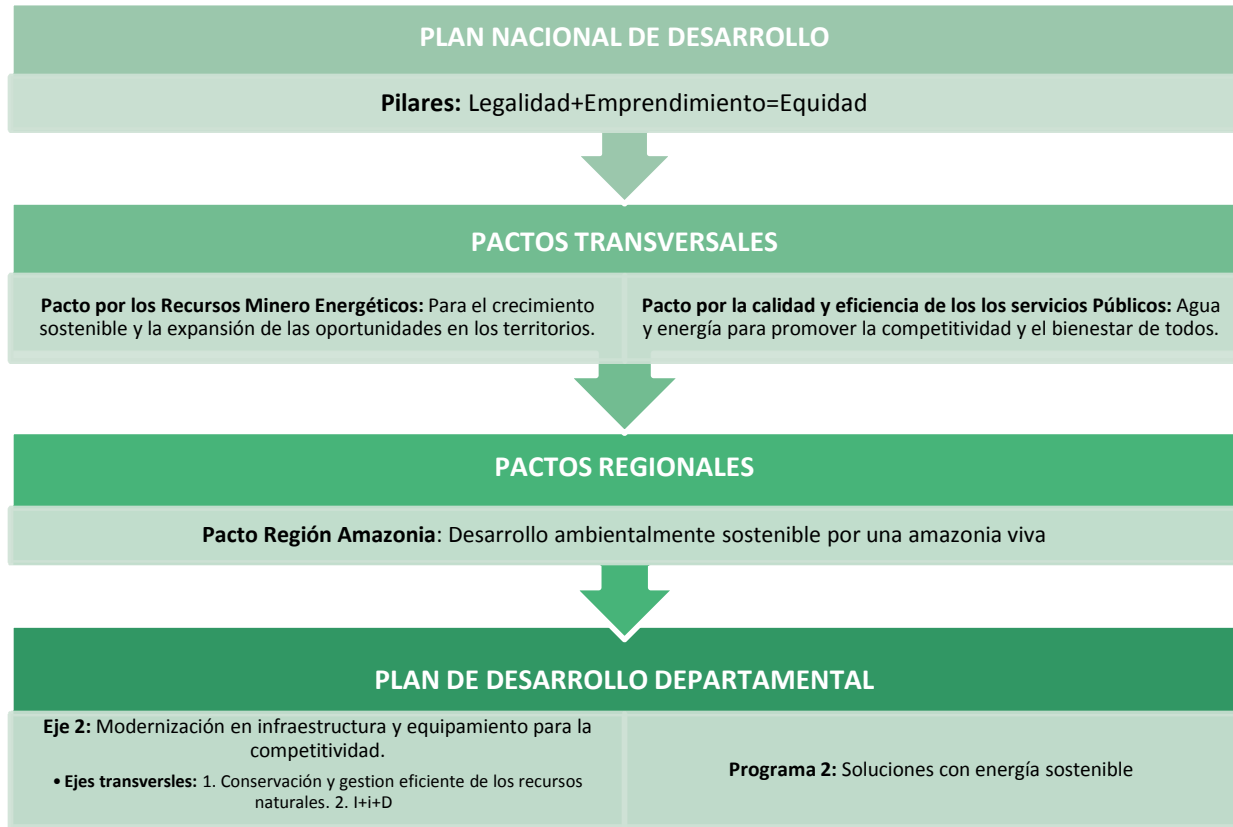 PLAN NACIONAL DE DESARROLLO
Pilares: Legalidad+Emprendimiento=Equidad
PACTOS TRANSVERSALES
Pacto por los Recursos Minero Energéticos: Para el crecimiento
sostenible y la expansión de las oportunidades en los territorios.
Pacto por la calidad y eficiencia de los los servicios Públicos: Agua
y energía para promover la competitividad y el bienestar de todos.
PACTOS REGIONALES
Pacto Región Amazonia: Desarrollo ambientalmente sostenible por una amazonia viva
PLAN DE DESARROLLO DEPARTAMENTAL
Eje 2: Modernización en infraestructura y equipamiento para la
competitividad.
• Ejes transversles: 1. Conservación y gestion eficiente de los recursos
naturales. 2. I+i+D
Programa 2: Soluciones con energía sostenible